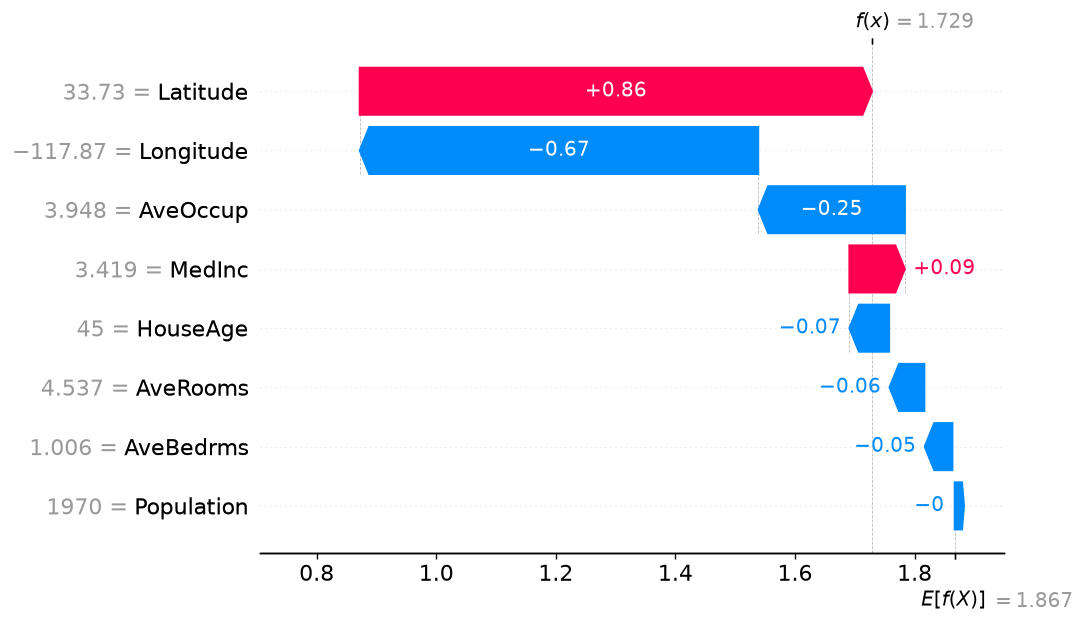 f(x) = 1.729
33.73 = Latitude
+0.86
−117.87 = Longitude
−0.67
3.948 = AveOccup
−0.25
3.419 = MedInc
+0.09
45 = HouseAge
−0.07
4.537 = AveRooms
−0.06
1.006 = AveBedrms
−0.05
1970 = Population
−0
0.8 1.0 1.2 1.4 1.6 1.8
E[f(X)] = 1.867